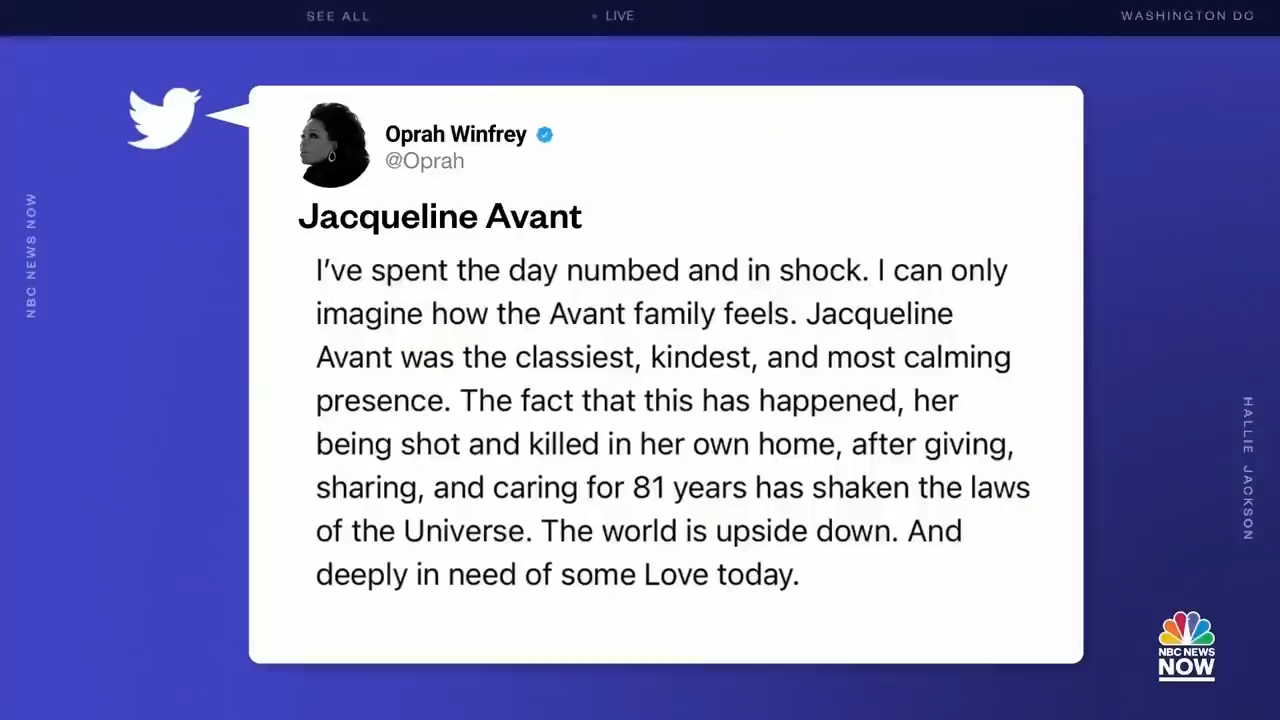 SEE ALL
LIVE
WASHINGTON DC
NBC NEWS NOW
Oprah Winfrey
@Oprah
Jacqueline Avant
I’ve spent the day numbed and in shock. I can only
imagine how the Avant family feels. Jacqueline
Avant was the classiest, kindest, and most calming
presence. The fact that this has happened, her
being shot and killed in her own home, after giving,
sharing, and caring for 81 years has shaken the laws
of the Universe. The world is upside down. And
deeply in need of some Love today.
HALLIE JACKSON
NBC NEWS
NOW